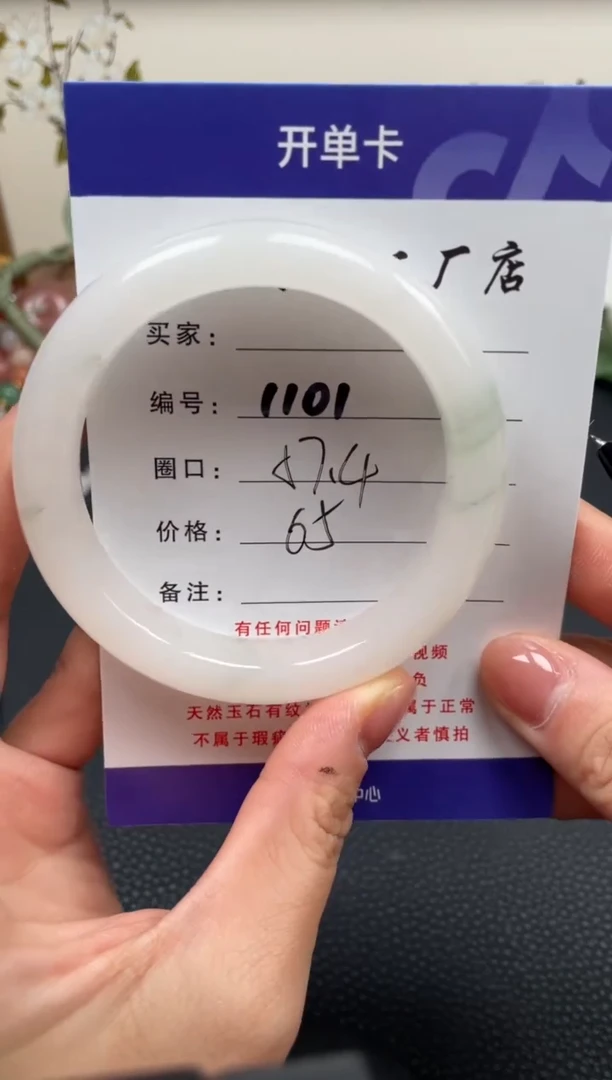 开单卡
厂店
买家：
编号： 1101
圈口： 57.4
价格： 65
备注：
有任何问题
视频
负
天然玉石有纹 属于正常
不属于瑕 义者慎拍
中心